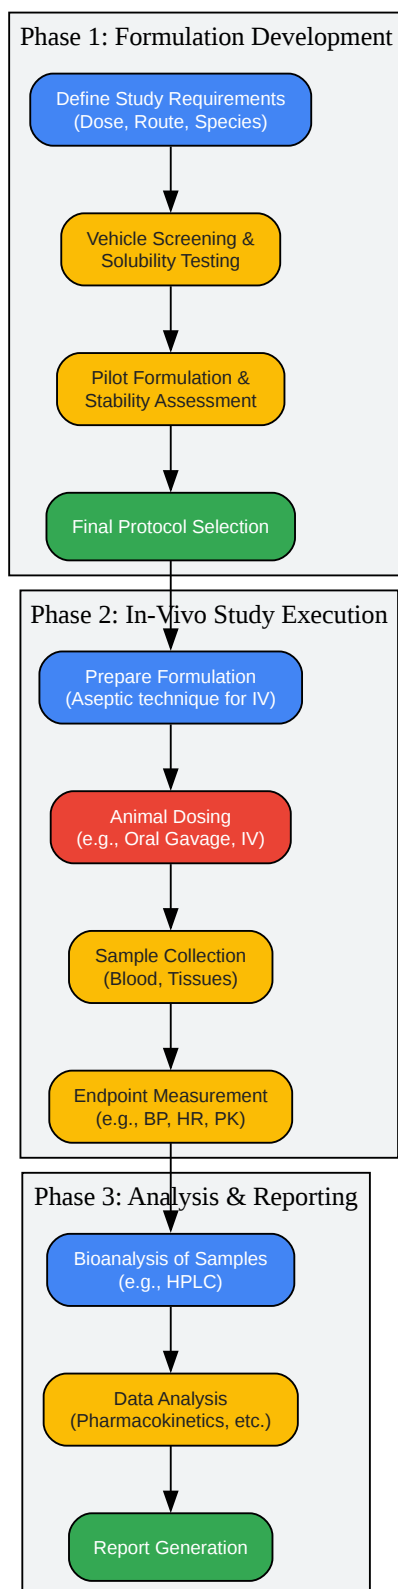 Phase 1: Formulation Development
Define Study Requirements
(Dose, Route, Species)
Vehicle Screening &
Solubility Testing
Pilot Formulation &
Stability Assessment
Final Protocol Selection
Phase 2: In-Vivo Study Execution
Prepare Formulation
(Aseptic technique for IV)
Animal Dosing
(e.g., Oral Gavage, IV)
Sample Collection
(Blood, Tissues)
Endpoint Measurement
(e.g., BP, HR, PK)
Phase 3: Analysis & Reporting
Bioanalysis of Samples
(e.g., HPLC)
Data Analysis
(Pharmacokinetics, etc.)
Report Generation